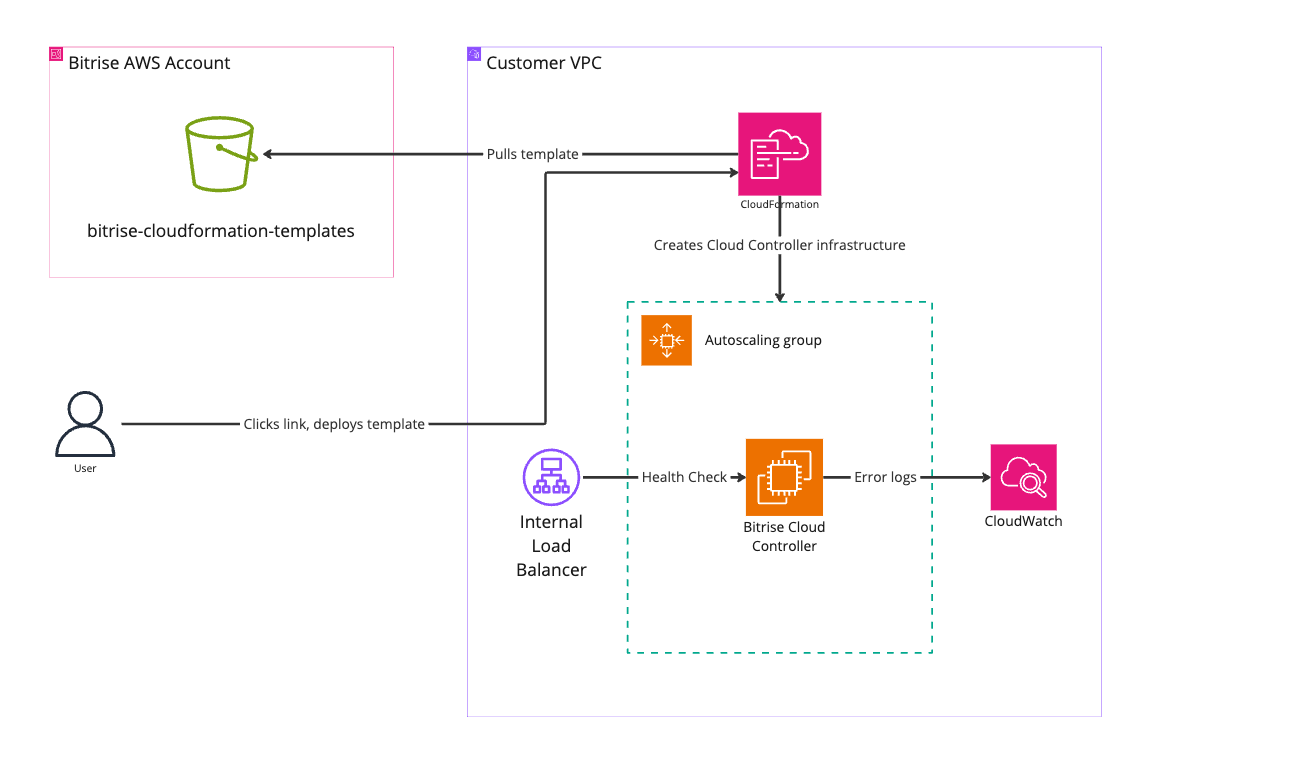 Bitrise AWS Account
Customer VPC
Pulls template
CloudFormation
bitrise-cloudformation-templates
Creates Cloud Controller infrastructure
Autoscaling group
Clicks link, deploys template
User
Health Check
Error logs
Internal
Load
Balancer
Bitrise Cloud
Controller
CloudWatch